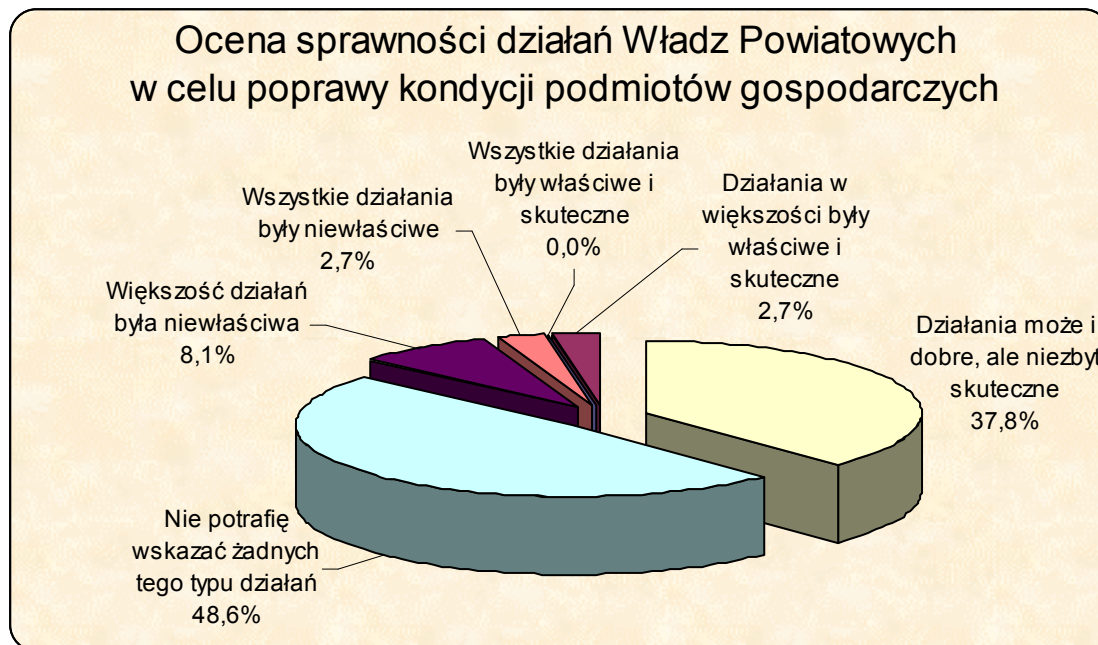 Ocena sprawności działań Władz Powiatowych
w celu poprawy kondycji podmiotów gospodarczych
Wszystkie działania
były właściwe i
skuteczne
0,0%
Działania w
większości były
właściwe i
skuteczne
2,7%
Wszystkie działania
były niewłaściwe
2,7%
Większość działań
była niewłaściwa
8,1%
Działania może i
dobre, ale niezbyt
skuteczne
37,8%
Nie potrafię
wskazać żadnych
tego typu działań
48,6%